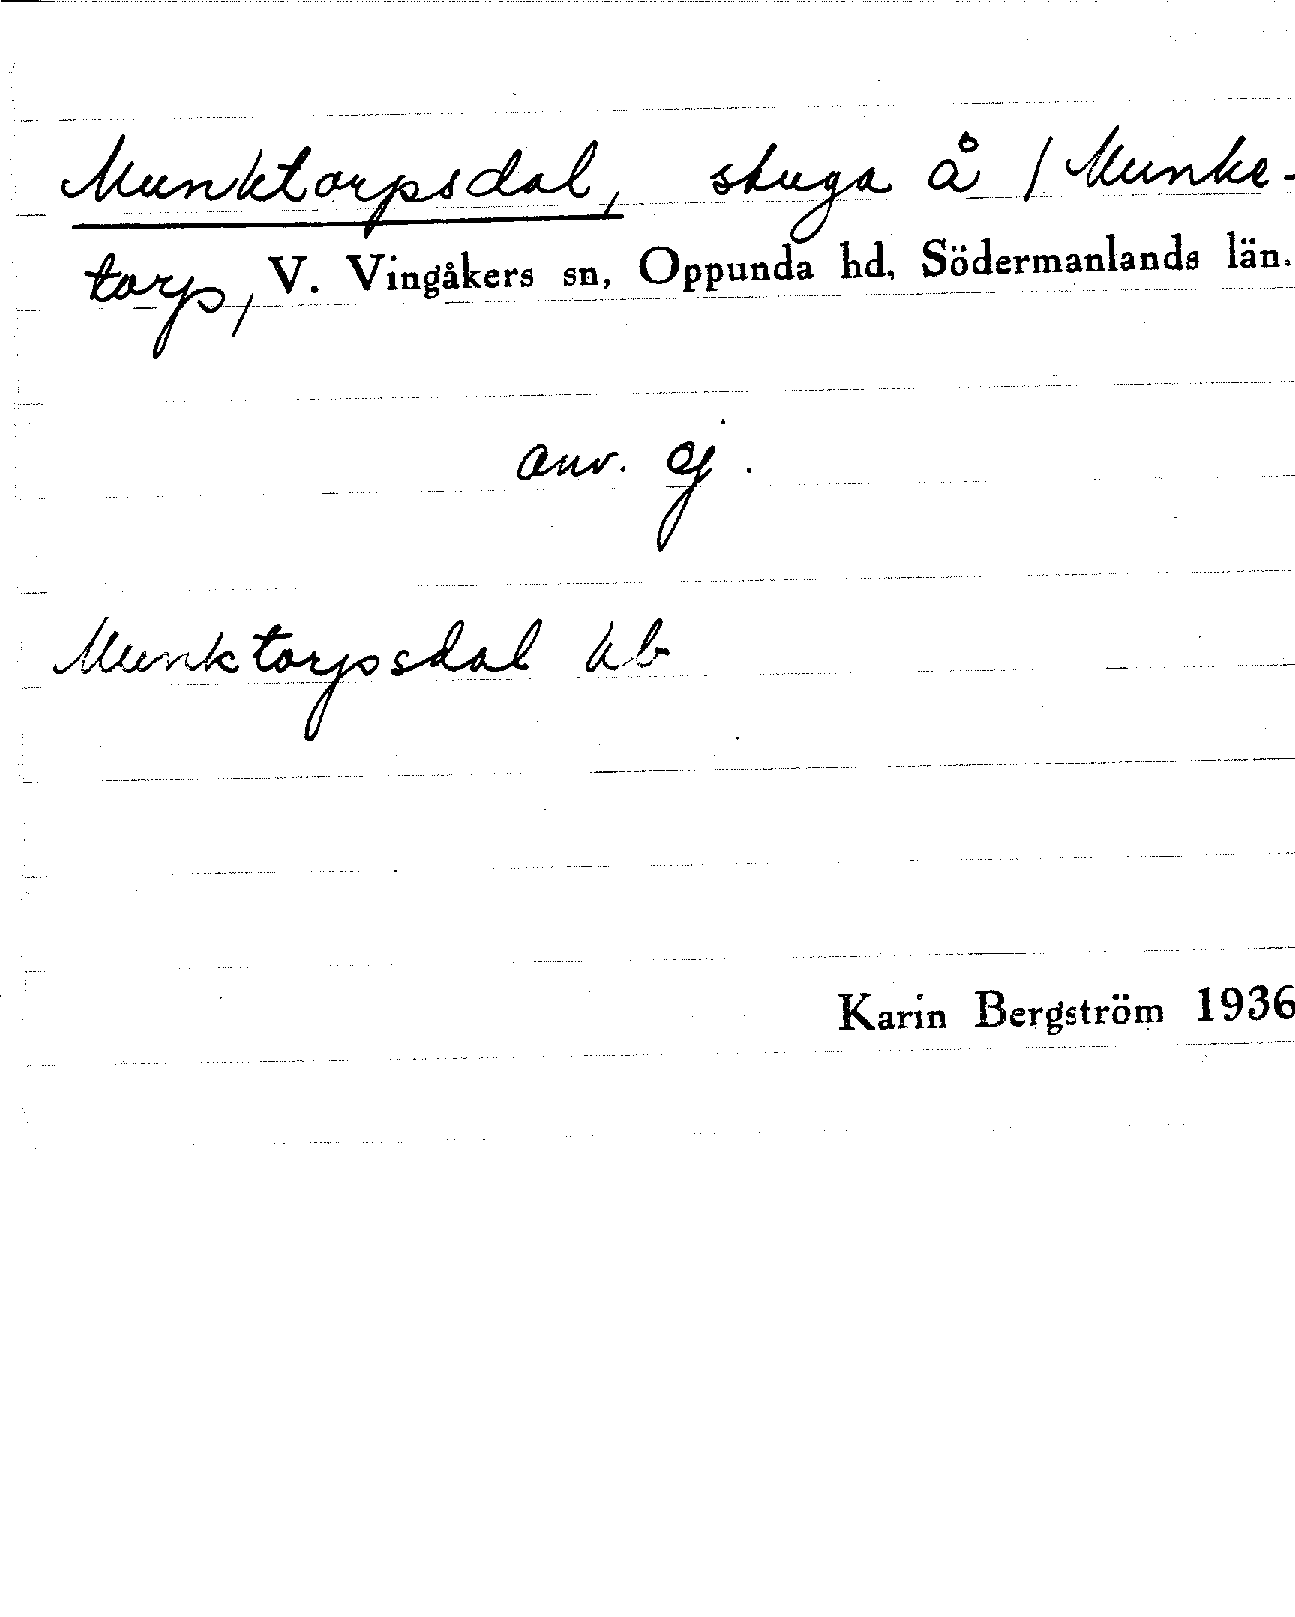 Munktorpsdal, stuga å / Munke-
torp, V. Vingåkers sn, Oppunda hd, Södermanlands län.
anv. ej.
Munktorpsdal kb
Karin Bergström 1936